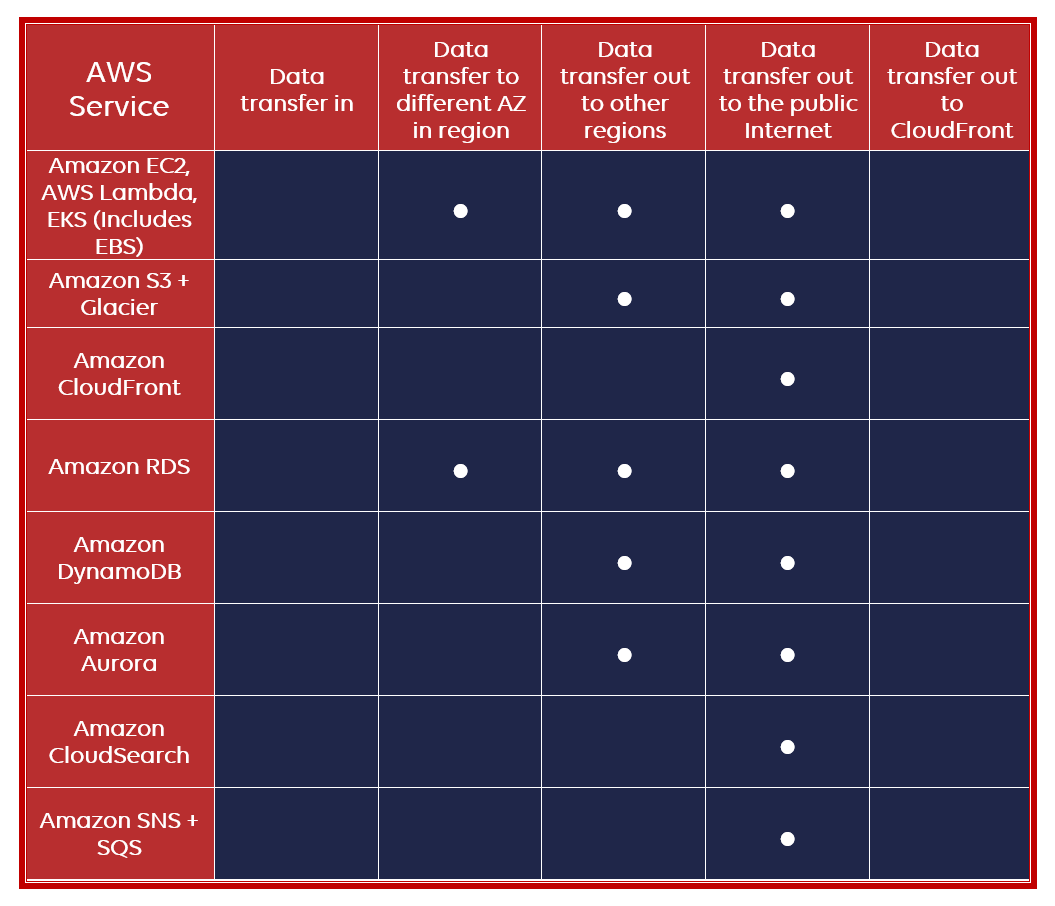 AWS
Service
Data
transfer in
Data
transfer to
different AZ
in region
Data
transfer out
to other
regions
Data
transfer out
to the public
Internet
Data
transfer out
to
CloudFront
Amazon EC2,
AWS Lambda,
EKS (Includes
EBS)
Amazon S3 +
Glacier
Amazon
CloudFront
Amazon RDS
Amazon
DynamoDB
Amazon
Aurora
Amazon
CloudSearch
Amazon SNS +
SQS